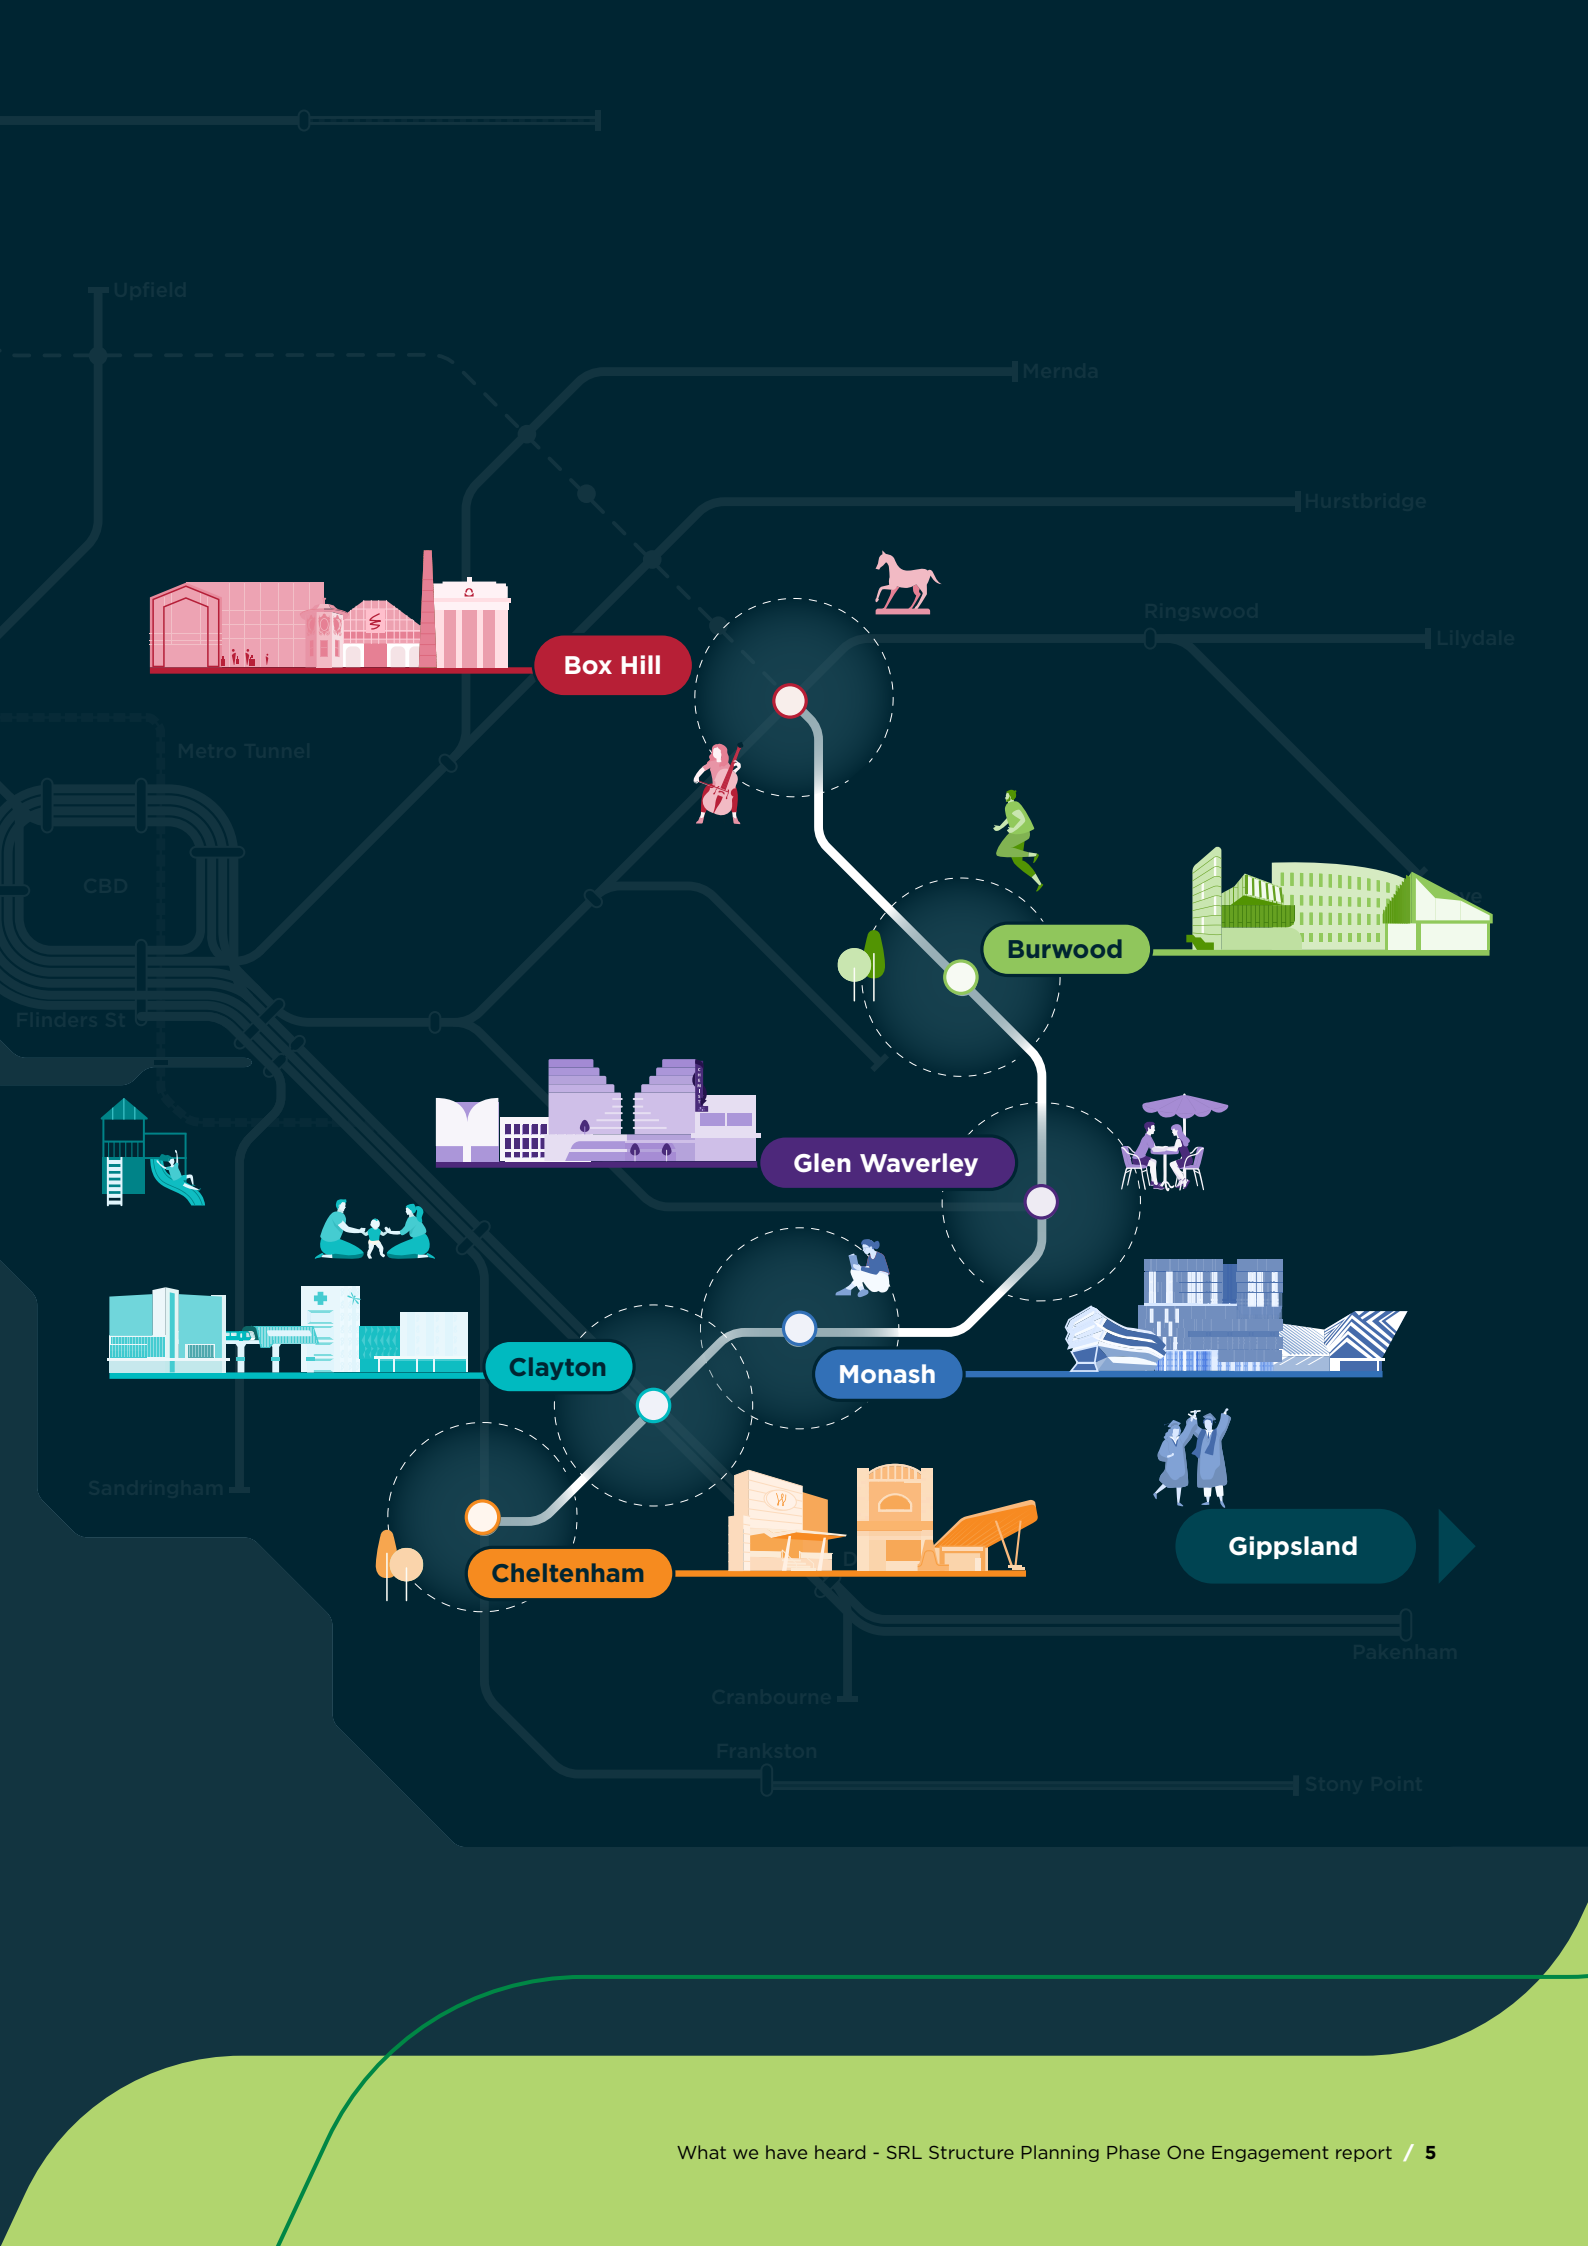 Upfield
Mernda
Hurstbridge
Ringswood
Lilydale
Box Hill
Metro Tunnel
CBD
Burwood
Flinders St
Glen Waverley
Clayton
Monash
Sandringham
Gippsland
Cheltenham
Pakenham
Cranbourne
Frankston
Stony Point
What we have heard - SRL Structure Planning Phase One Engagement report / 5